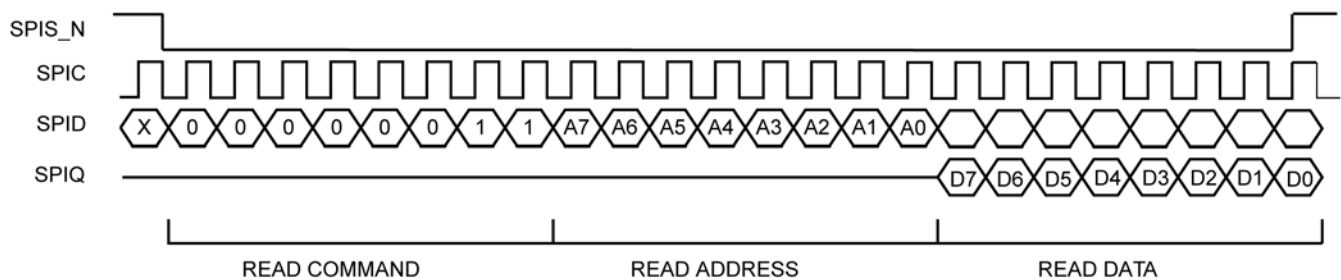 SPIS_N
SPIC
SPID X 0 0 0 0 0 0 1 1 A7 A6 A5 A4 A3 A2 A1 A0
SPIQ D7 D6 D5 D4 D3 D2 D1 D0
READ COMMAND READ ADDRESS READ DATA